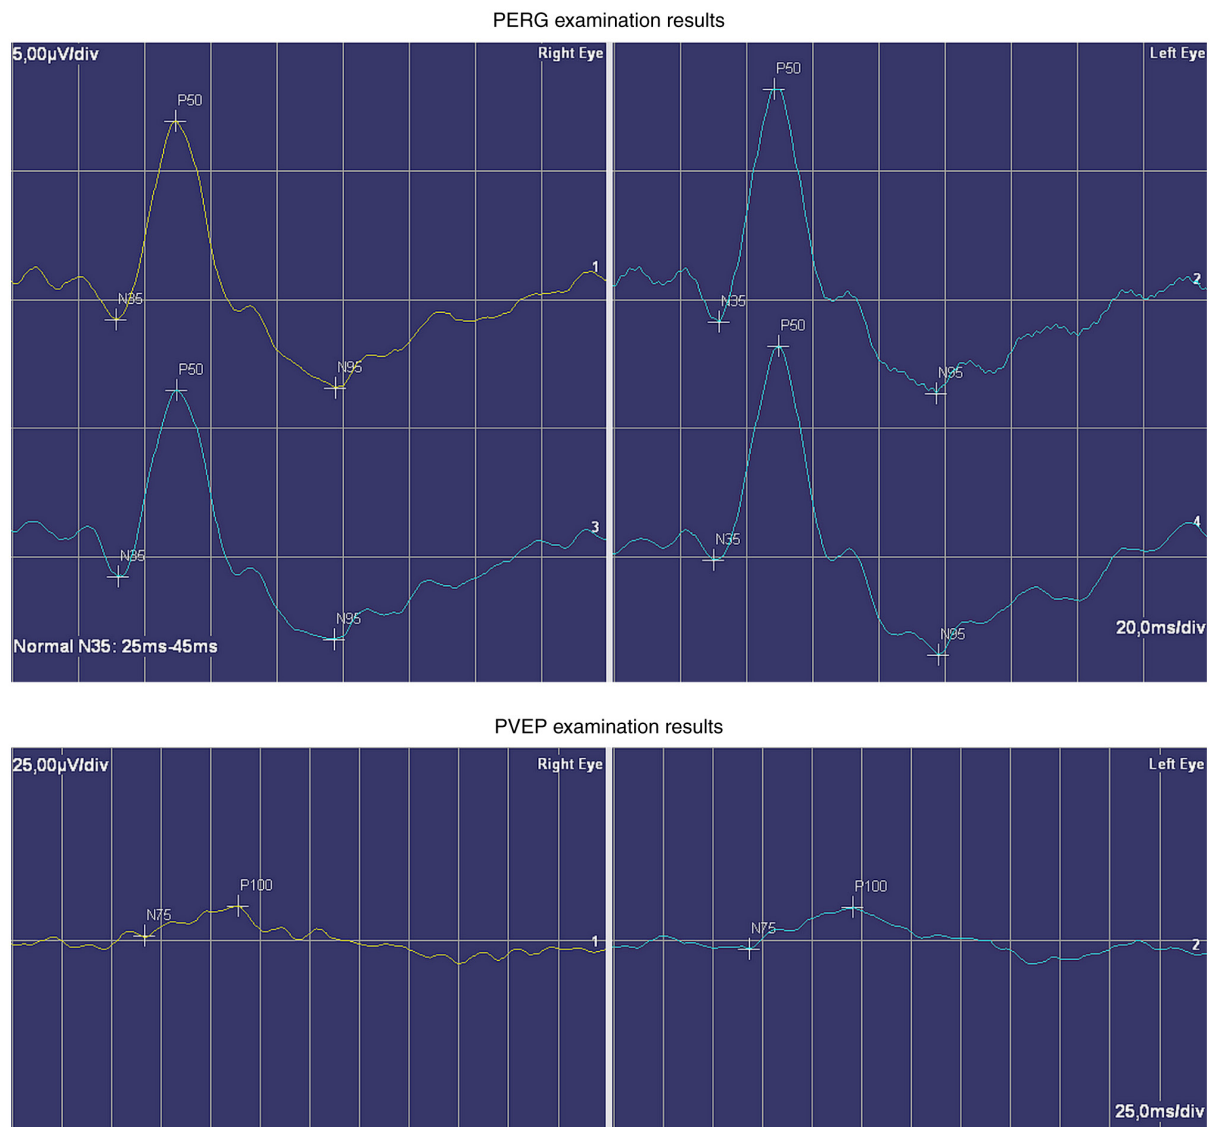 PERG examination results
5,00µV/div
Right Eye
P50
N35
N95
1
P50
N35
N95
3
Normal N35: 25ms-45ms
Left Eye
P50
N35
N95
2
P50
N35
N95
4
20,0ms/div
PVEP examination results
25,00µV/div
Right Eye
N75
P100
1
Left Eye
N75
P100
2
25,0ms/div